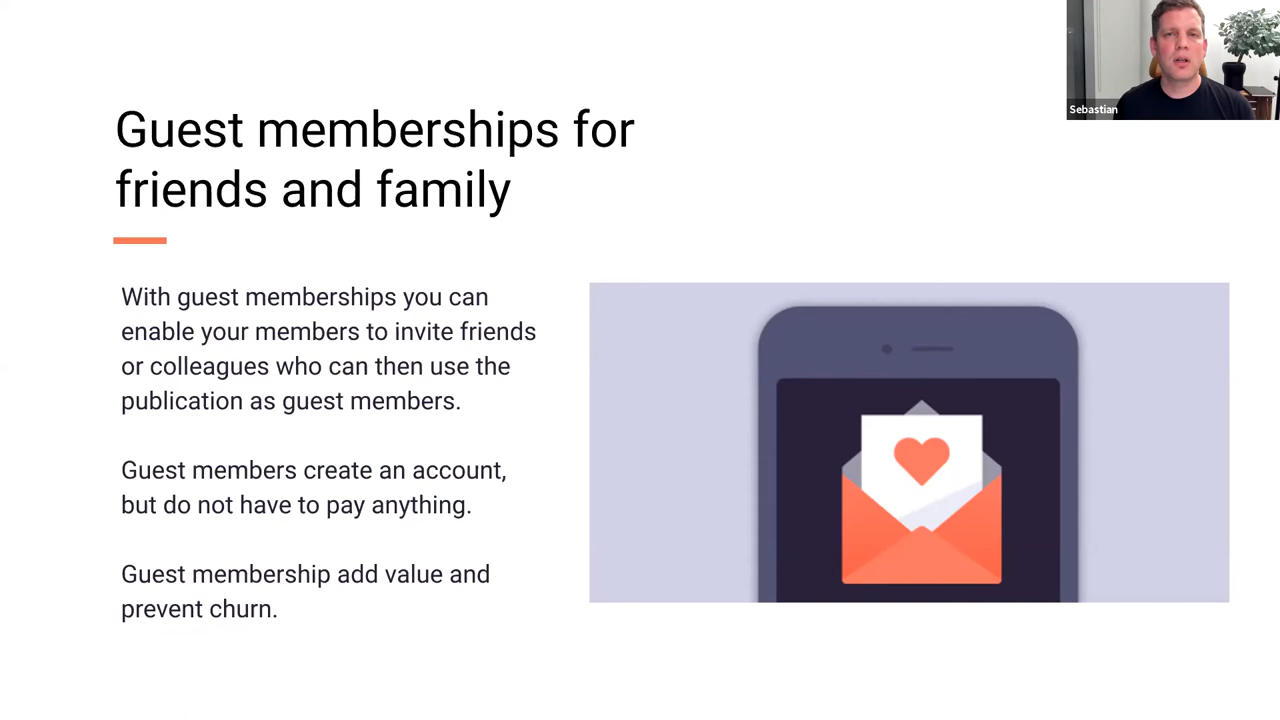 Sebastian
Guest memberships for
friends and family
With guest memberships you can
enable your members to invite friends
or colleagues who can then use the
publication as guest members.
Guest members create an account,
but do not have to pay anything.
Guest membership add value and
prevent churn.